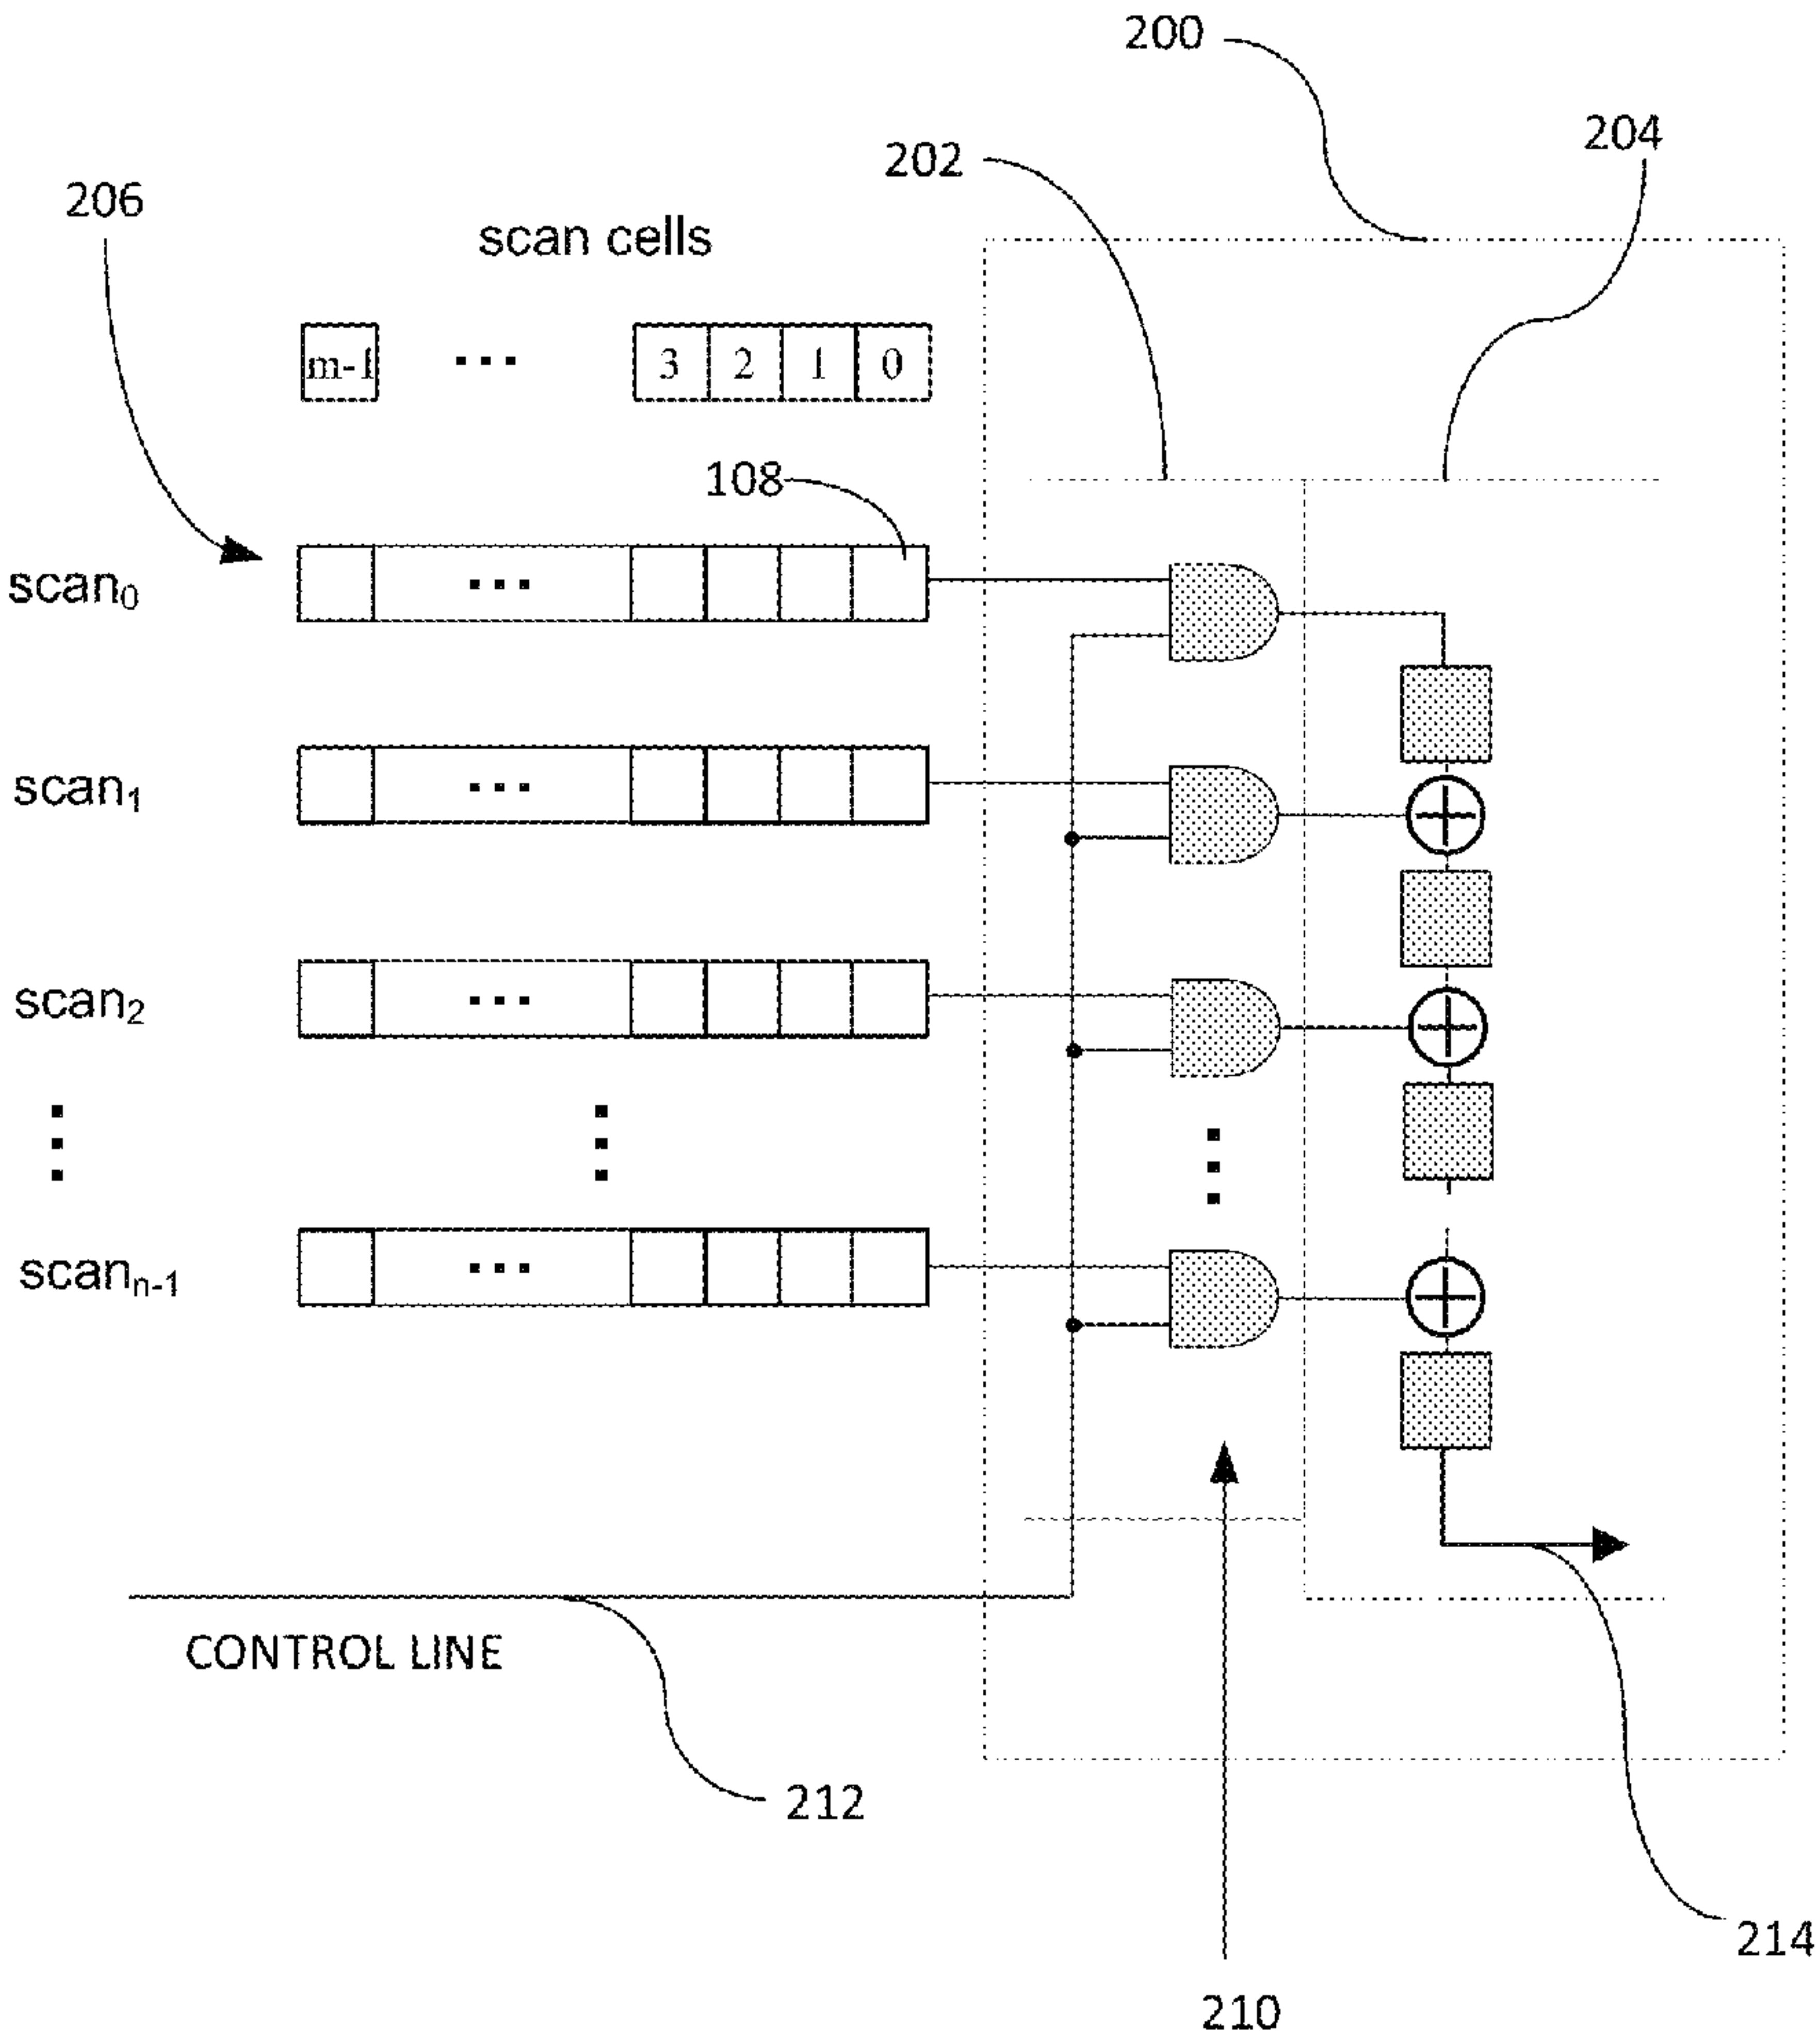 200
202
204
206
scan cells
m-1 ... 3 2 1 0
108
scan0 ...
scan1 ...
scan2 ...
scann-1 ...
CONTROL LINE
212
214
210